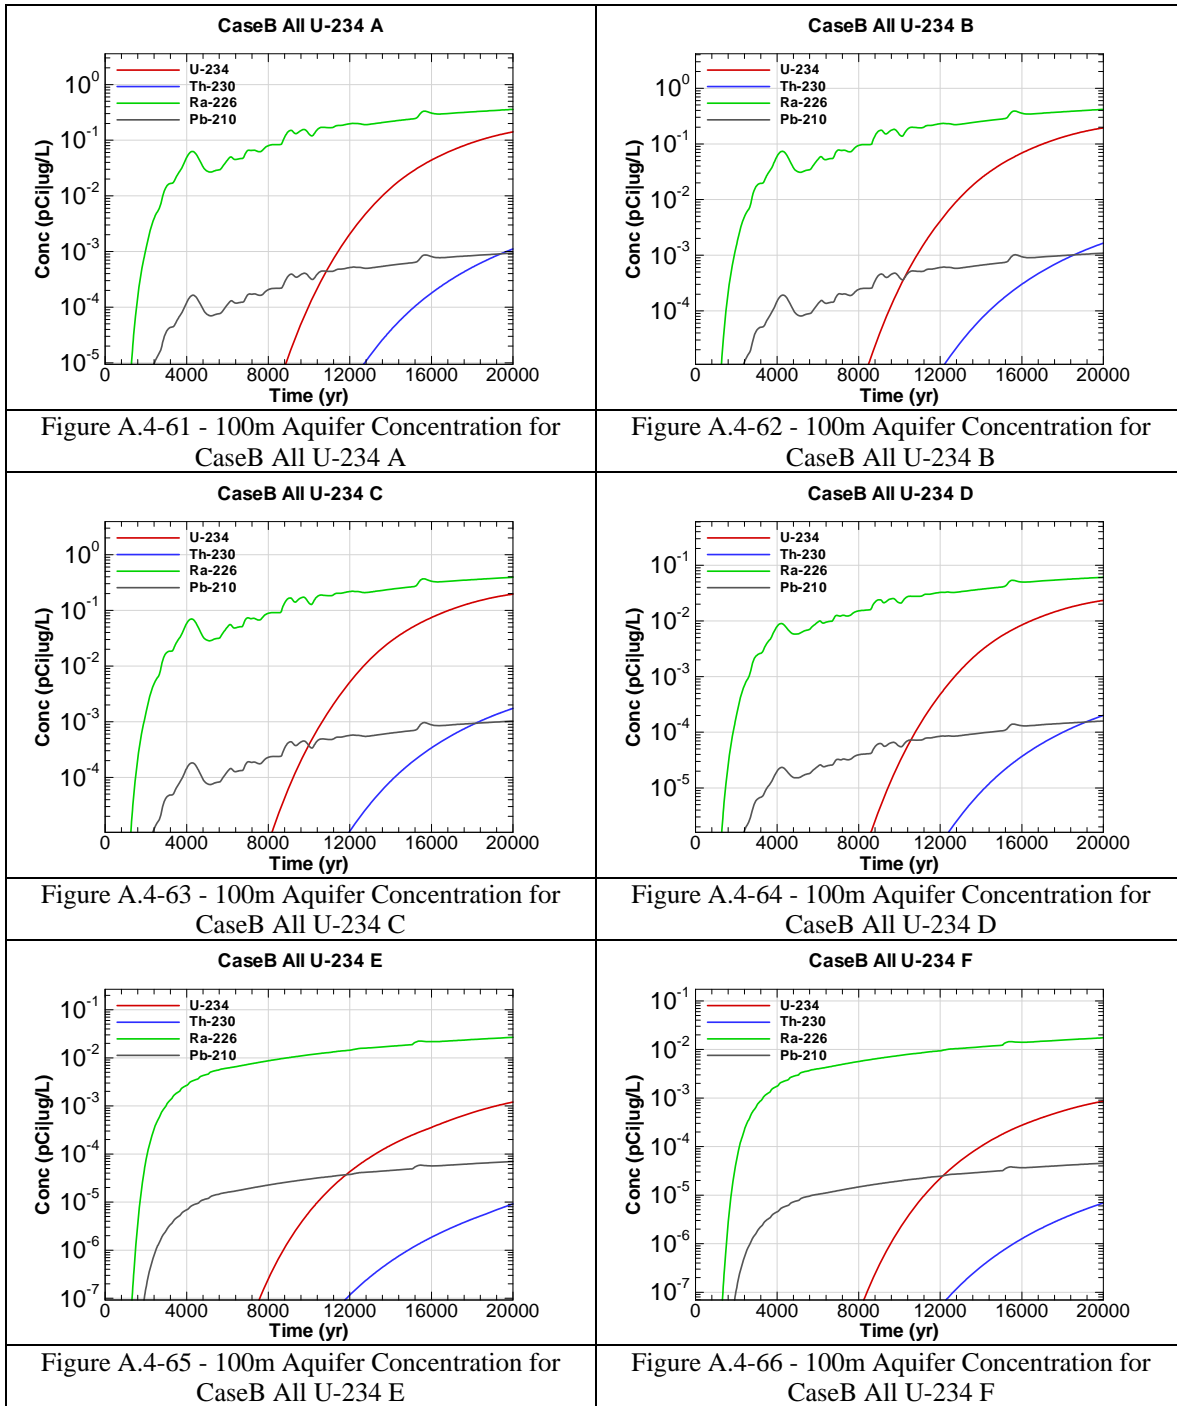 CaseB All U-234 A
U-234
Th-230
Ra-226
Pb-210
Conc (pCi|ug/L)
10^0
10^-1
10^-2
10^-3
10^-4
10^-5
0 4000 8000 12000 16000 20000
Time (yr)
Figure A.4-61 - 100m Aquifer Concentration for
CaseB All U-234 A
CaseB All U-234 B
U-234
Th-230
Ra-226
Pb-210
Conc (pCi|ug/L)
10^0
10^-1
10^-2
10^-3
10^-4
0 4000 8000 12000 16000 20000
Time (yr)
Figure A.4-62 - 100m Aquifer Concentration for
CaseB All U-234 B
CaseB All U-234 C
U-234
Th-230
Ra-226
Pb-210
Conc (pCi|ug/L)
10^0
10^-1
10^-2
10^-3
10^-4
0 4000 8000 12000 16000 20000
Time (yr)
Figure A.4-63 - 100m Aquifer Concentration for
CaseB All U-234 C
CaseB All U-234 D
U-234
Th-230
Ra-226
Pb-210
Conc (pCi|ug/L)
10^-1
10^-2
10^-3
10^-4
10^-5
0 4000 8000 12000 16000 20000
Time (yr)
Figure A.4-64 - 100m Aquifer Concentration for
CaseB All U-234 D
CaseB All U-234 E
U-234
Th-230
Ra-226
Pb-210
Conc (pCi|ug/L)
10^-1
10^-2
10^-3
10^-4
10^-5
10^-6
10^-7
0 4000 8000 12000 16000 20000
Time (yr)
Figure A.4-65 - 100m Aquifer Concentration for
CaseB All U-234 E
CaseB All U-234 F
U-234
Th-230
Ra-226
Pb-210
Conc (pCi|ug/L)
10^-1
10^-2
10^-3
10^-4
10^-5
10^-6
10^-7
0 4000 8000 12000 16000 20000
Time (yr)
Figure A.4-66 - 100m Aquifer Concentration for
CaseB All U-234 F